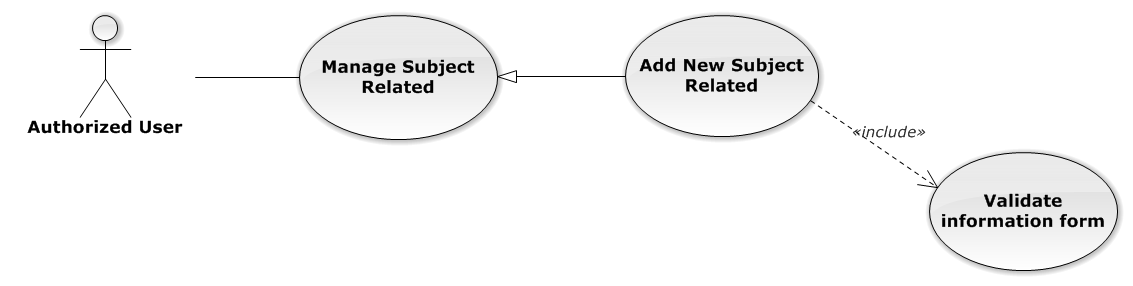 Authorized User
Manage Subject
Related
Add New Subject
Related
«include»
Validate
information form